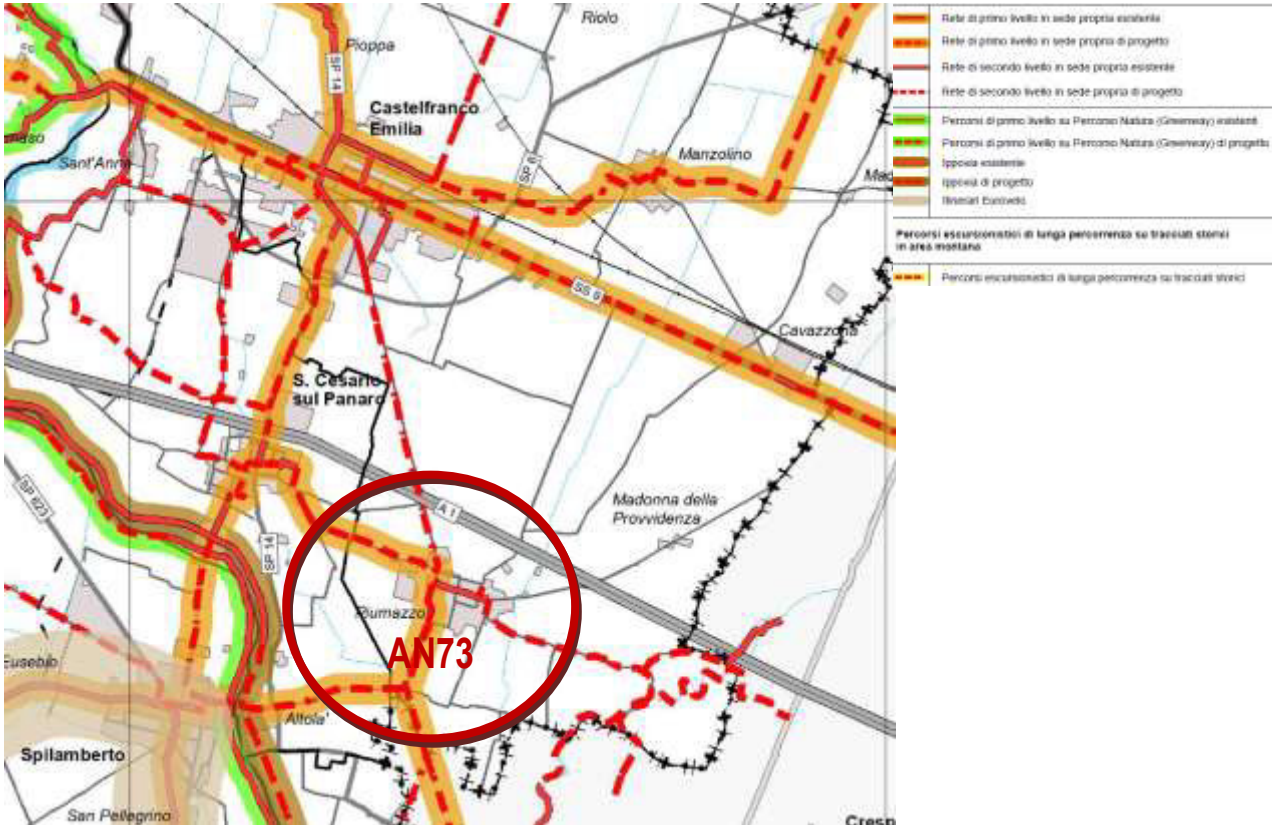 Riolo
Pioppa
SP 14
Castelfranco
Emilia
SP 6
Manzolino
Sant'Anna
SS 9
Cavazzona
S. Cesario
sul Panaro
SP 623
SP 14
A 1
Madonna della
Provvidenza
AN73
Altola'
Spilamberto
San Pellegrino
Rete di primo livello in sede propria esistente
Rete di primo livello in sede propria di progetto
Rete di secondo livello in sede propria esistente
Rete di secondo livello in sede propria di progetto
Percorsi di primo livello su Percorso Natura (Greenway) esistenti
Percorsi di primo livello su Percorso Natura (Greenway) di progetto
Ippovia esistente
Ippovia di progetto
Itinerari Eurovelo
Percorsi escursionistici di lunga percorrenza su tracciati storici
in area montana
Percorsi escursionistici di lunga percorrenza su tracciati storici